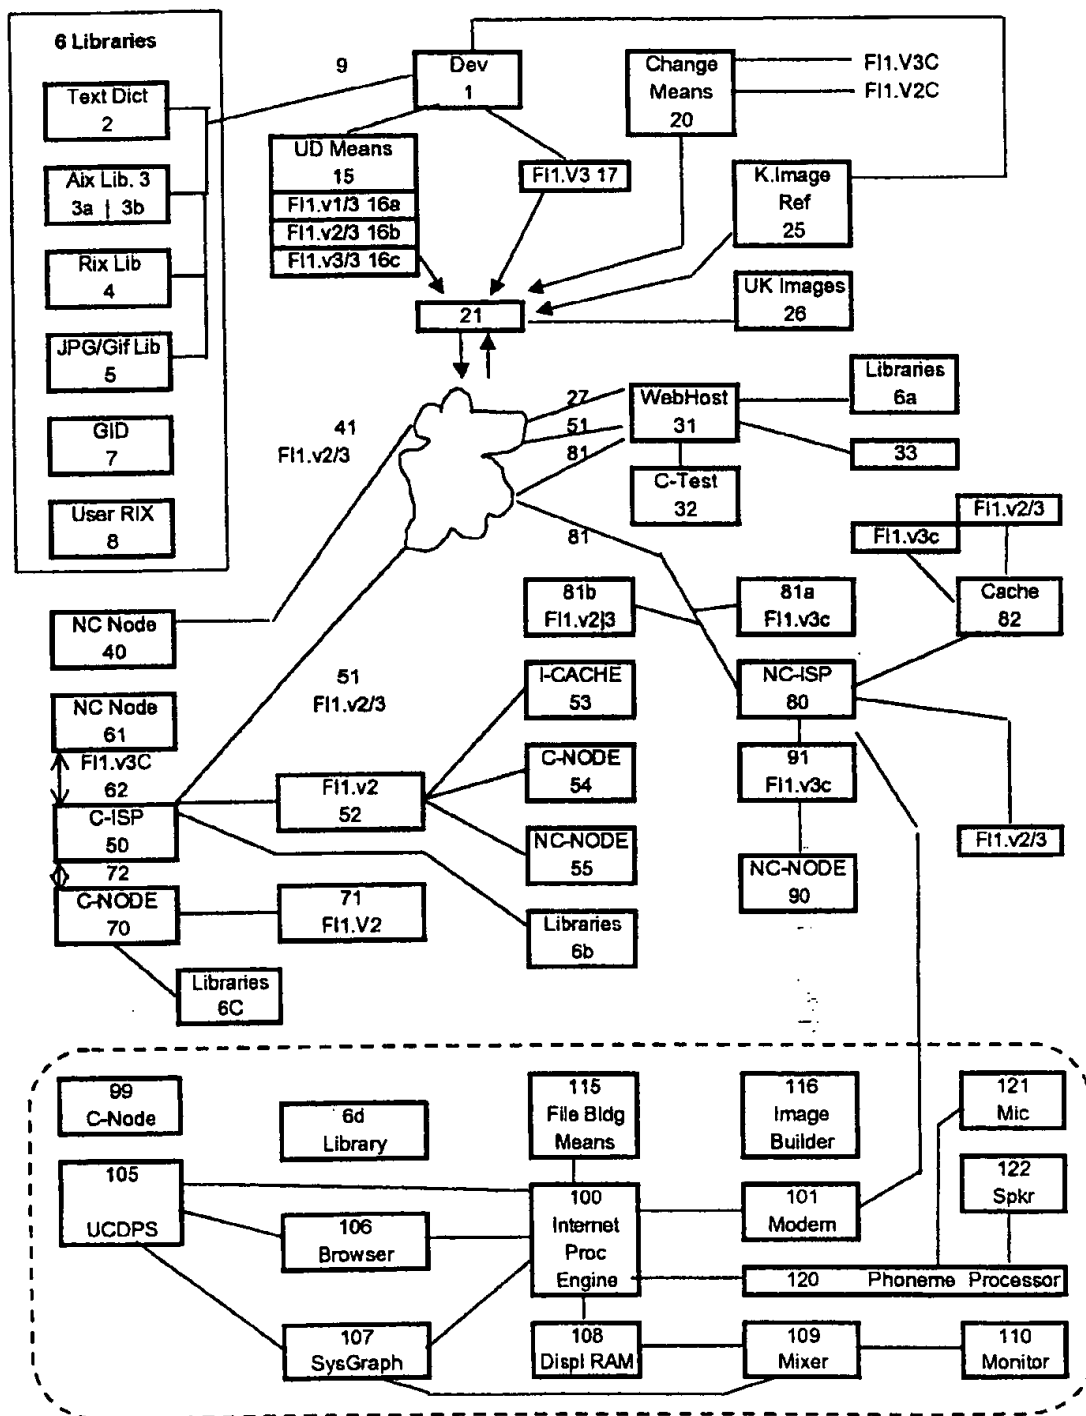 6 Libraries
Text Dict
2
Aix Lib. 3
3a | 3b
Rix Lib
4
JPG/Gif Lib
5
GID
7
User RIX
8
9
Dev
1
UD Means
15
Fl1.v1/3 16a
Fl1.v2/3 16b
Fl1.v3/3 16c
Fl1.V3 17
Change
Means
20
Fl1.V3C
Fl1.V2C
K.Image
Ref
25
UK Images
26
21
41
Fl1.v2/3
27
51
81
WebHost
31
C-Test
32
Libraries
6a
33
81
Fl1.v2/3
Fl1.v3c
Cache
82
NC Node
40
NC Node
61
Fl1.v3C
62
C-ISP
50
72
C-NODE
70
Libraries
6C
51
Fl1.v2/3
Fl1.v2
52
71
Fl1.V2
81b
Fl1.v2|3
81a
Fl1.v3c
I-CACHE
53
C-NODE
54
NC-NODE
55
Libraries
6b
NC-ISP
80
91
Fl1.v3c
NC-NODE
90
Fl1.v2/3
99
C-Node
6d
Library
115
File Bldg
Means
116
Image
Builder
121
Mic
105
UCDPS
106
Browser
100
Internet
Proc
Engine
101
Modem
122
Spkr
120 Phoneme Processor
107
SysGraph
108
Displ RAM
109
Mixer
110
Monitor